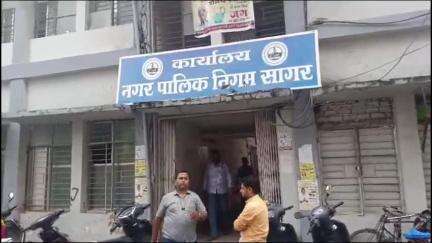 कार्यालय
नगर पालिक निगम सागर